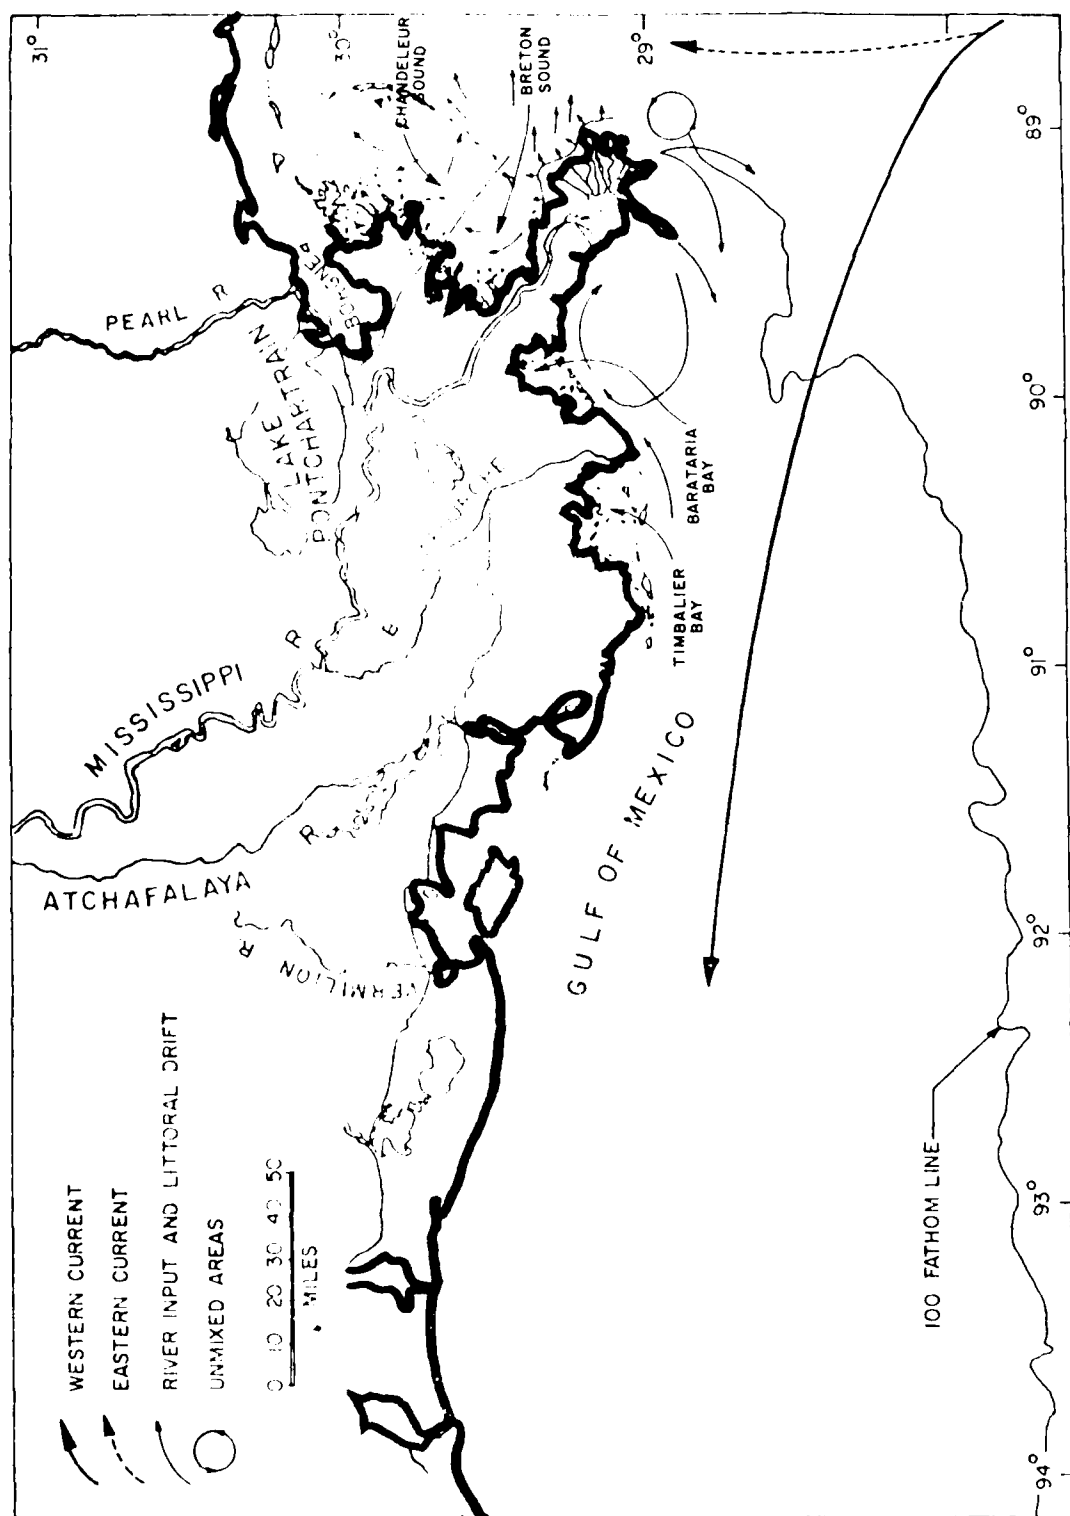 WESTERN CURRENT
EASTERN CURRENT
RIVER INPUT AND LITTORAL DRIFT
UNMIXED AREAS
0 10 20 30 40 50
MILES
31°
30°
29°
94°
93°
92°
91°
90°
89°
ATCHAFALAYA
R
MISSISSIPPI
R
PEARL R
VERMILION
R
LAKE
PONTCHARTRAIN
BORGNE
CHANDELEUR
SOUND
BRETON
SOUND
BARATARIA
BAY
TIMBALIER
BAY
GULF OF MEXICO
100 FATHOM LINE